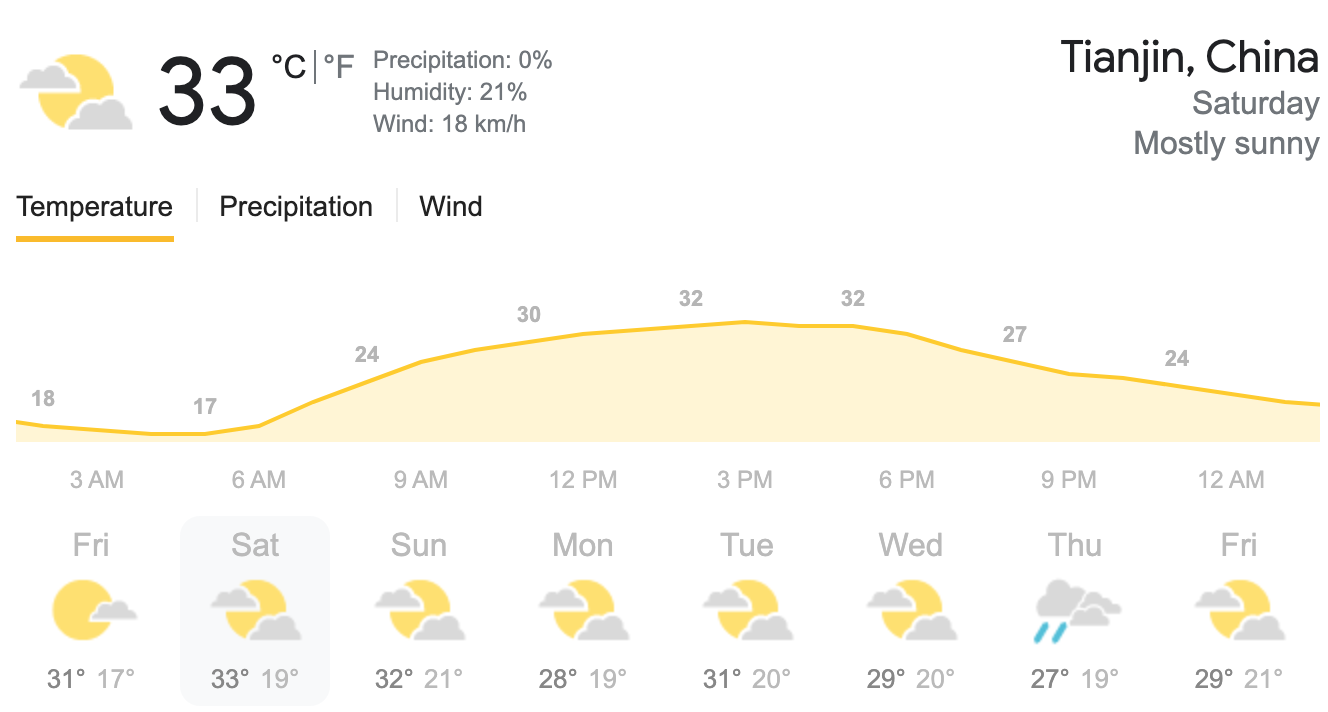 33 °C | °F
Precipitation: 0%
Humidity: 21%
Wind: 18 km/h
Tianjin, China
Saturday
Mostly sunny
Temperature Precipitation Wind
18 17 24 30 32 32 27 24
3 AM 6 AM 9 AM 12 PM 3 PM 6 PM 9 PM 12 AM
Fri Sat Sun Mon Tue Wed Thu Fri
31° 17° 33° 19° 32° 21° 28° 19° 31° 20° 29° 20° 27° 19° 29° 21°